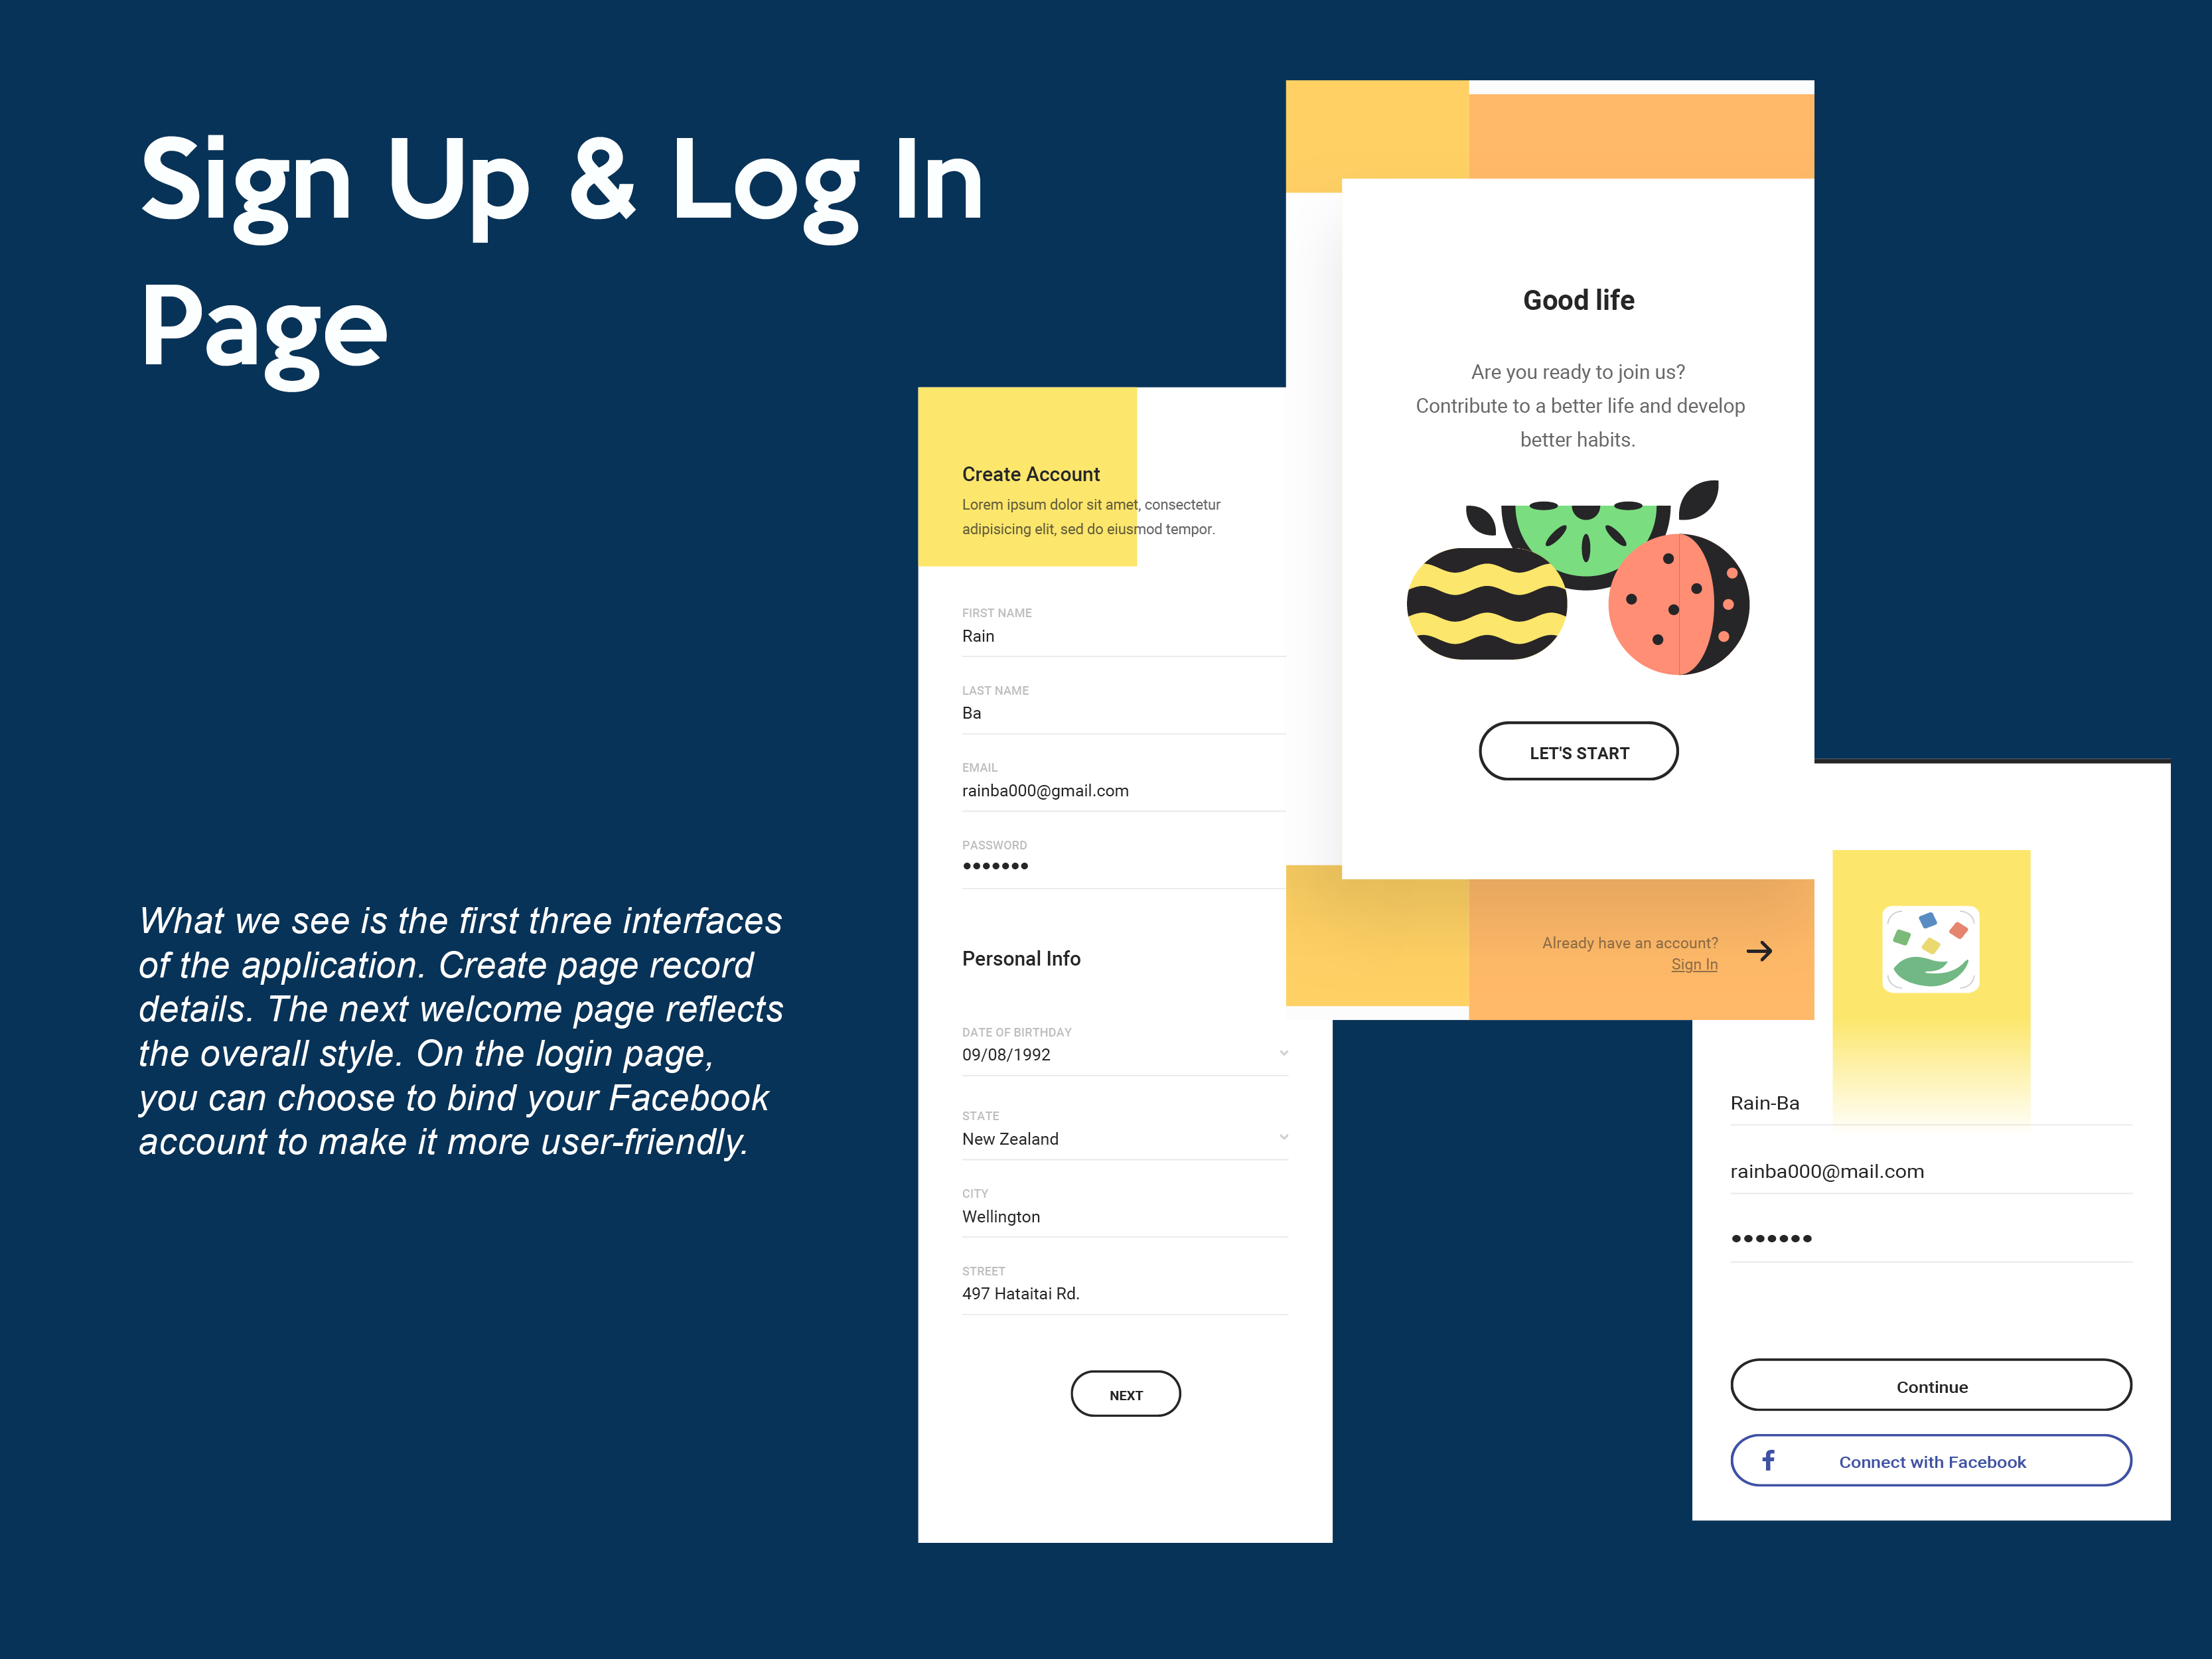 Sign Up & Log In
Page
What we see is the first three interfaces
of the application. Create page record
details. The next welcome page reflects
the overall style. On the login page,
you can choose to bind your Facebook
account to make it more user-friendly.
Create Account
Lorem ipsum dolor sit amet, consectetur
adipisicing elit, sed do eiusmod tempor.
FIRST NAME
Rain
LAST NAME
Ba
EMAIL
rainba000@gmail.com
PASSWORD
•••••••
Personal Info
DATE OF BIRTHDAY
09/08/1992
STATE
New Zealand
CITY
Wellington
STREET
497 Hataitai Rd.
NEXT
Good life
Are you ready to join us?
Contribute to a better life and develop
better habits.
LET'S START
Already have an account?
Sign In
Rain-Ba
rainba000@mail.com
•••••••
Continue
f Connect with Facebook